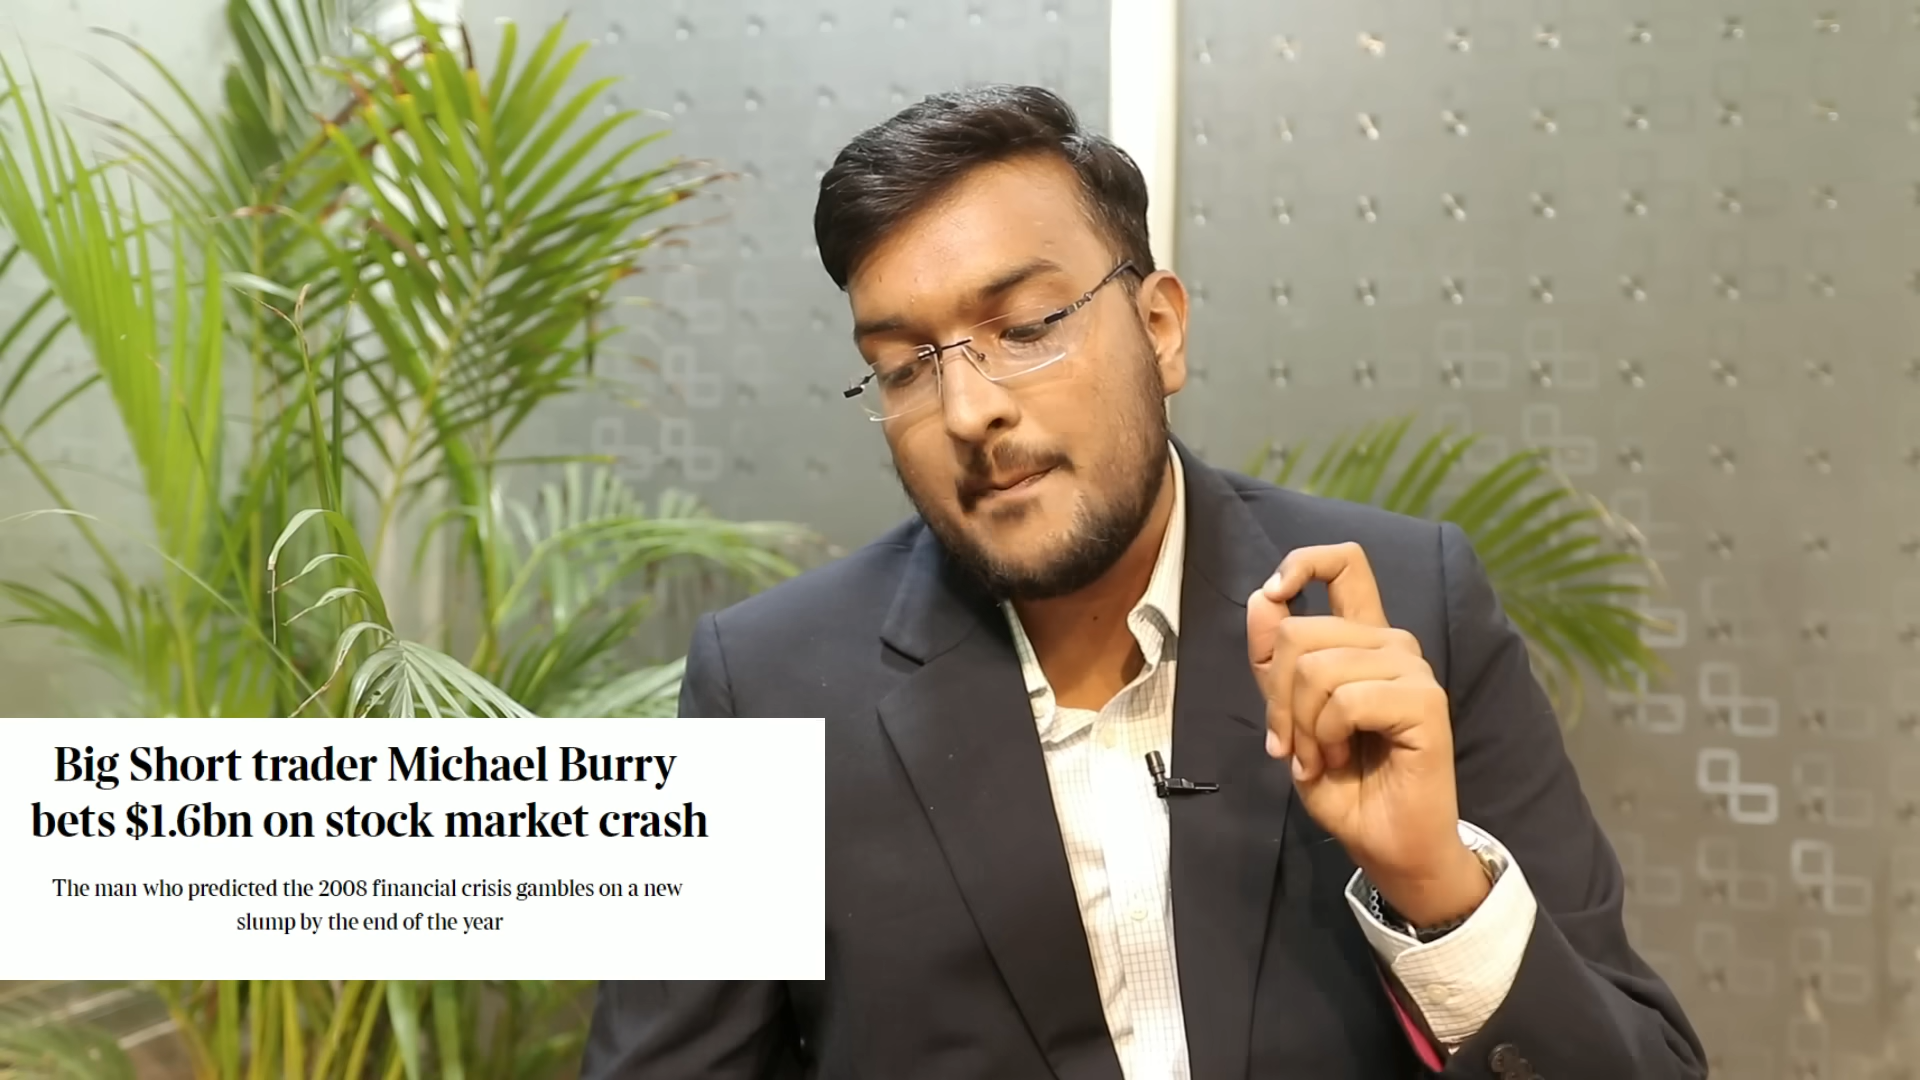 Big Short trader Michael Burry
bets $1.6bn on stock market crash
The man who predicted the 2008 financial crisis gambles on a new
slump by the end of the year